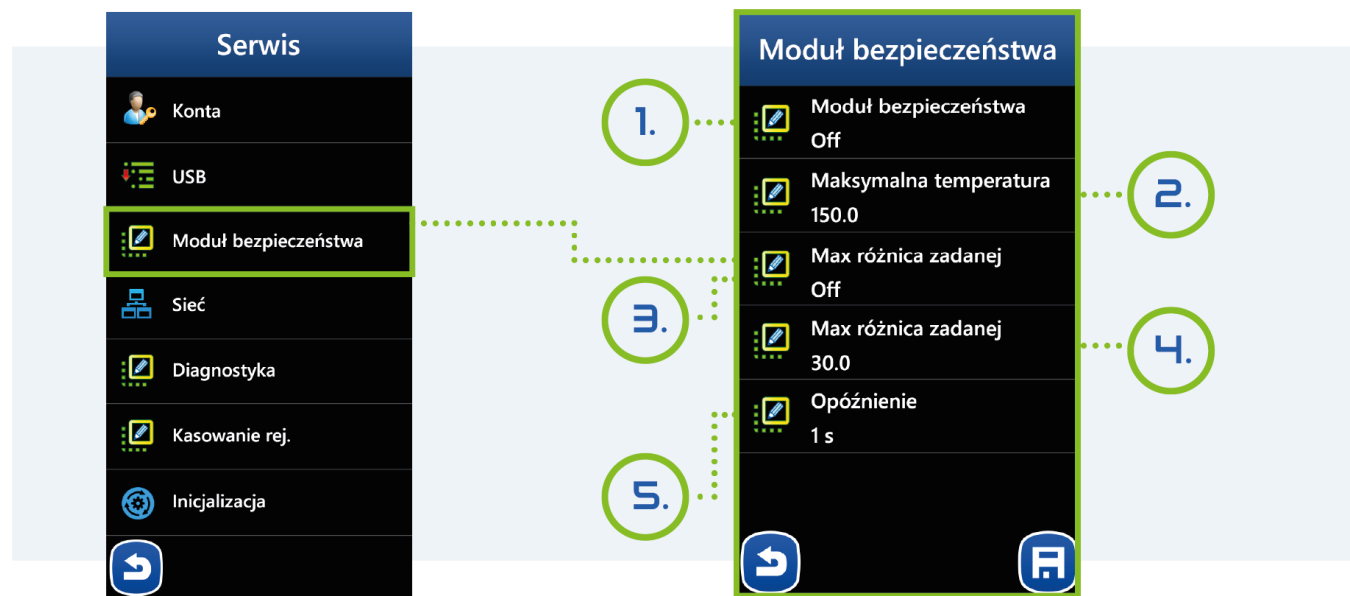 Serwis
Konta
USB
Moduł bezpieczeństwa
Sieć
Diagnostyka
Kasowanie rej.
Inicjalizacja
Moduł bezpieczeństwa
1.
Moduł bezpieczeństwa
Off
2.
Maksymalna temperatura
150.0
3.
Max różnica zadanej
Off
4.
Max różnica zadanej
30.0
5.
Opóźnienie
1 s